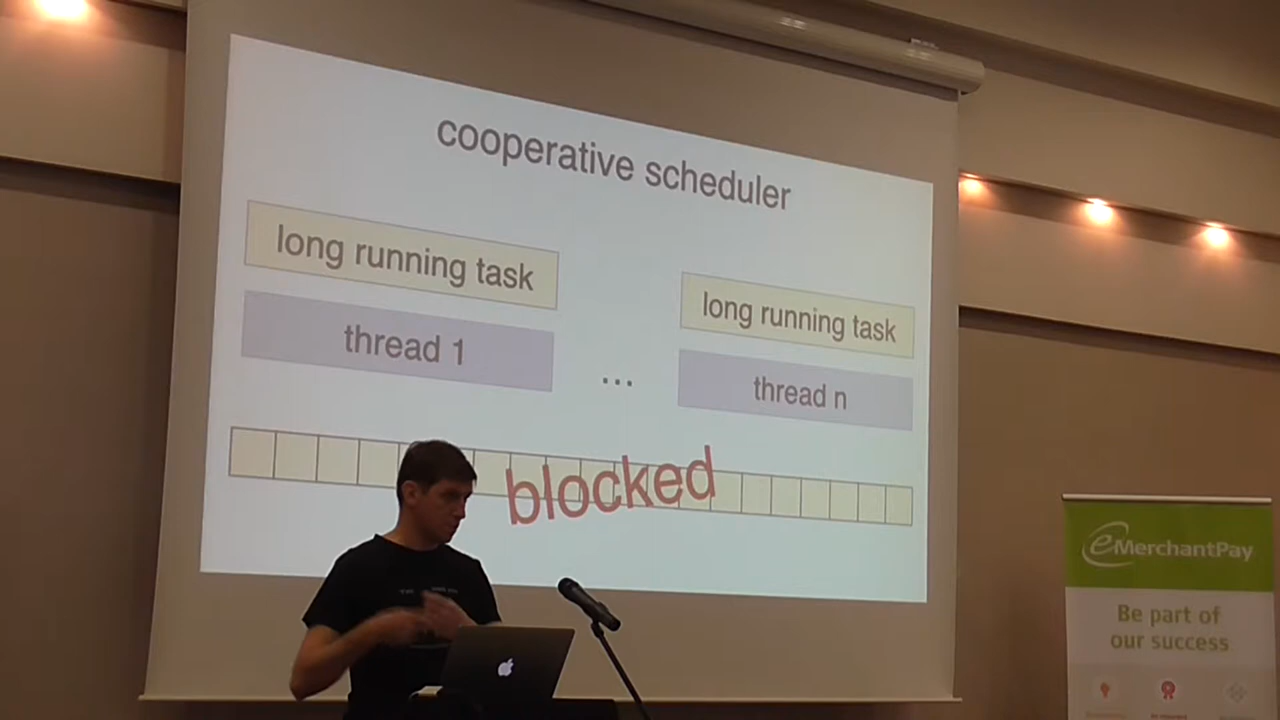 cooperative scheduler
long running task
long running task
thread 1
...
thread n
blocked
eMerchantPay
Be part of
our success